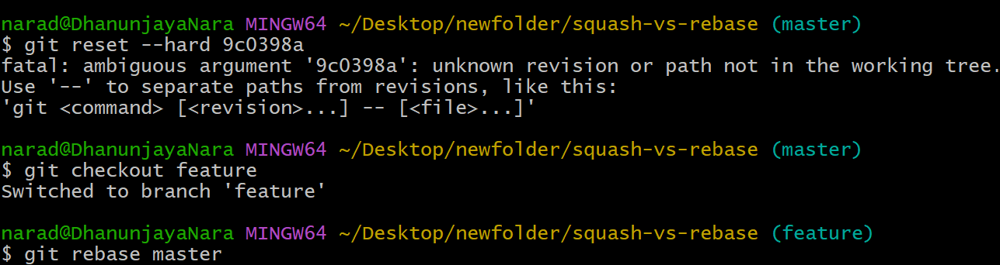 narad@DhanunjayaNara MINGW64 ~/Desktop/newfolder/squash-vs-rebase (master)
$ git reset --hard 9c0398a
fatal: ambiguous argument '9c0398a': unknown revision or path not in the working tree.
Use '--' to separate paths from revisions, like this:
'git <command> [<revision>...] -- [<file>...]'
narad@DhanunjayaNara MINGW64 ~/Desktop/newfolder/squash-vs-rebase (master)
$ git checkout feature
Switched to branch 'feature'
narad@DhanunjayaNara MINGW64 ~/Desktop/newfolder/squash-vs-rebase (feature)
$ git rebase master